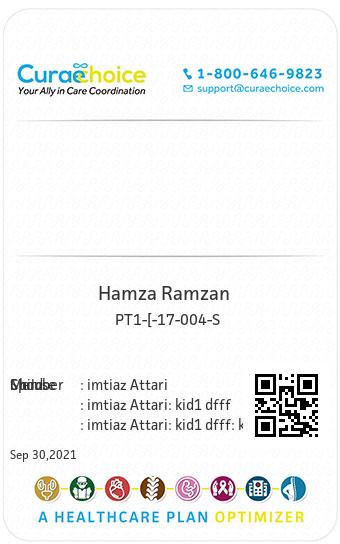 Curaechoice
Your Ally in Care Coordination
1-800-646-9823
support@curaechoice.com
Hamza Ramzan
PT1-[-17-004-S
: imtiaz Attari
: imtiaz Attari: kid1 dfff
: imtiaz Attari: kid1 dfff: k
Sep 30,2021
A HEALTHCARE PLAN OPTIMIZER